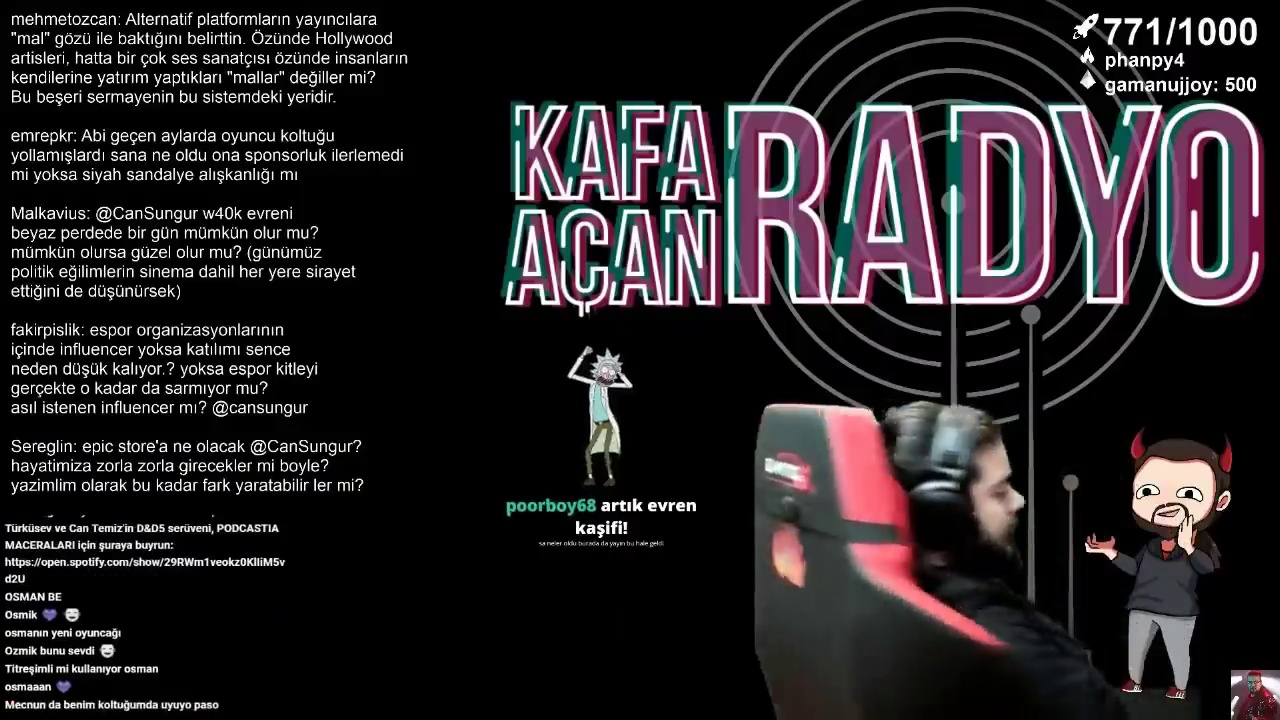 mehmetozcan: Alternatif platformların yayıncılara
"mal" gözü ile baktığını belirttin. Özünde Hollywood
artisleri, hatta bir çok ses sanatçısı özünde insanların
kendilerine yatırım yaptıkları "mallar" değiller mi?
Bu beşeri sermayenin bu sistemdeki yeridir.
emrepkr: Abi geçen aylarda oyuncu koltuğu
yollamışlardı sana ne oldu ona sponsorluk ilerlemedi
mi yoksa siyah sandalye alışkanlığı mı
Malkavius: @CanSungur w40k evreni
beyaz perdede bir gün mümkün olur mu?
mümkün olursa güzel olur mu? (günümüz
politik eğilimlerin sinema dahil her yere sirayet
ettiğini de düşünürsek)
fakirpislik: espor organizasyonlarının
içinde influencer yoksa katılımı sence
neden düşük kalıyor.? yoksa espor kitleyi
gerçekte o kadar da sarmıyor mu?
asıl istenen influencer mı? @cansungur
Sereglin: epic store'a ne olacak @CanSungur?
hayatimiza zorla zorla girecekler mi boyle?
yazimlim olarak bu kadar fark yaratabilir ler mi?
Türküsev ve Can Temiz'in D&D5 serüveni, PODCASTIA
MACERALARI için şuraya buyrun:
https://open.spotify.com/show/29RWm1veokz0KlliM5v
d2U
OSMAN BE
Osmik
osmanın yeni oyuncağı
Ozmik bunu sevdi
Titreşimli mi kullanıyor osman
osmaaan
Mecnun da benim koltuğumda uyuyo paso
771/1000
phanpy4
gamanujjoy: 500
KAFA
AÇAN
RADYO
poorboy68 artık evren
kaşifi!
sa neler oldu burada da yayın bu hale geldi